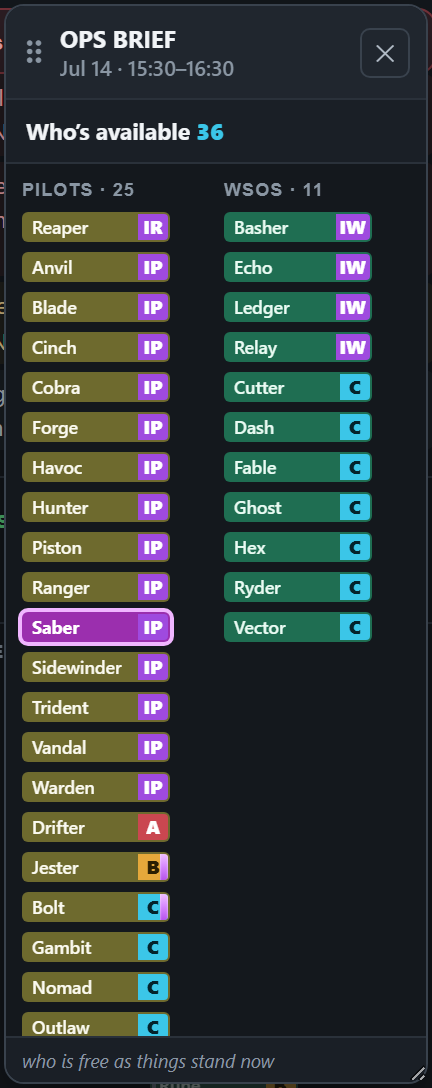 OPS BRIEF
Jul 14 · 15:30–16:30
Who's available 36
PILOTS · 25
WSOS · 11
Reaper IR
Basher IW
Anvil IP
Echo IW
Blade IP
Ledger IW
Cinch IP
Relay IW
Cobra IP
Cutter C
Forge IP
Dash C
Havoc IP
Fable C
Hunter IP
Ghost C
Piston IP
Hex C
Ranger IP
Ryder C
Saber IP
Vector C
Sidewinder IP
Trident IP
Vandal IP
Warden IP
Drifter A
Jester B
Bolt C
Gambit C
Nomad C
Outlaw C
who is free as things stand now